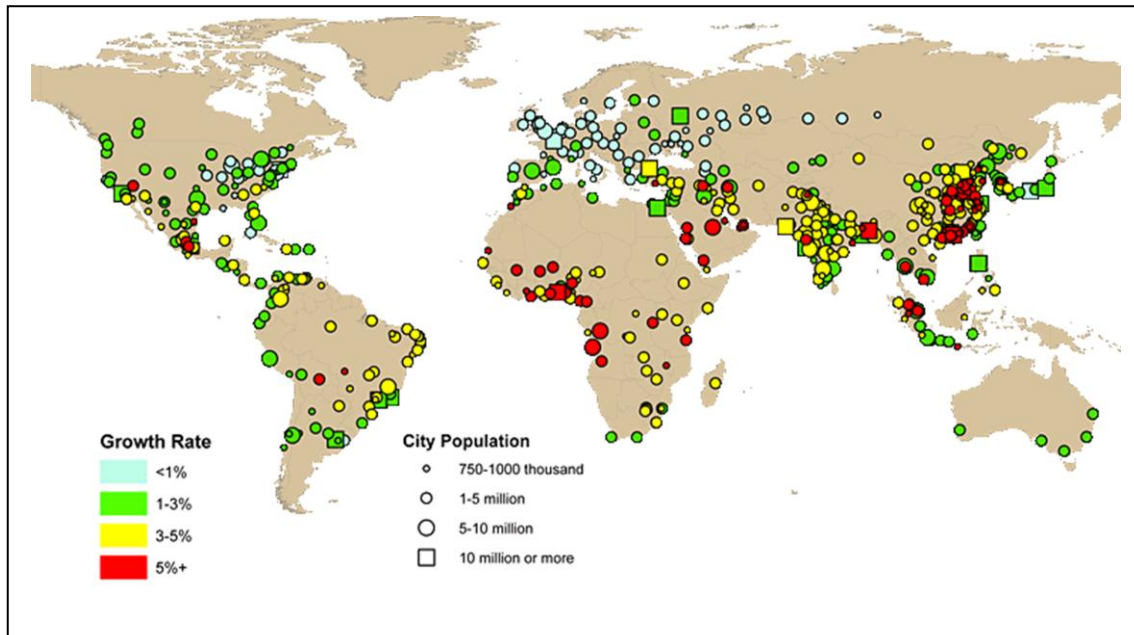 Growth Rate
<1%
1-3%
3-5%
5%+
City Population
750-1000 thousand
1-5 million
5-10 million
10 million or more